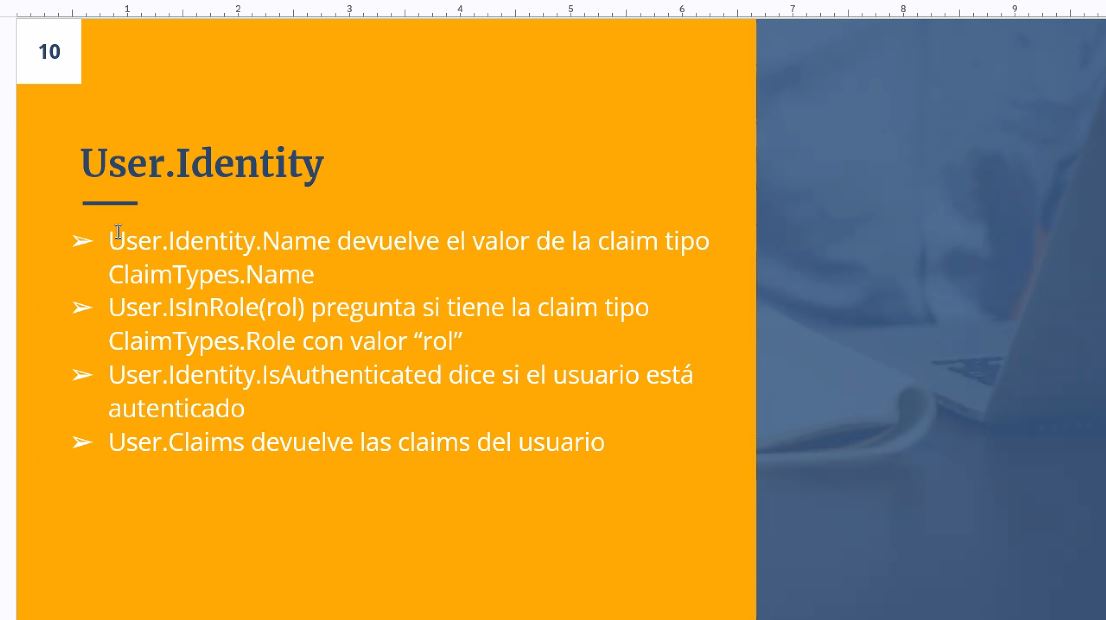 1 2 3 4 5 6 7 8 9
10
User.Identity
➢ User.Identity.Name devuelve el valor de la claim tipo
ClaimTypes.Name
➢ User.IsInRole(rol) pregunta si tiene la claim tipo
ClaimTypes.Role con valor “rol”
➢ User.Identity.IsAuthenticated dice si el usuario está
autenticado
➢ User.Claims devuelve las claims del usuario